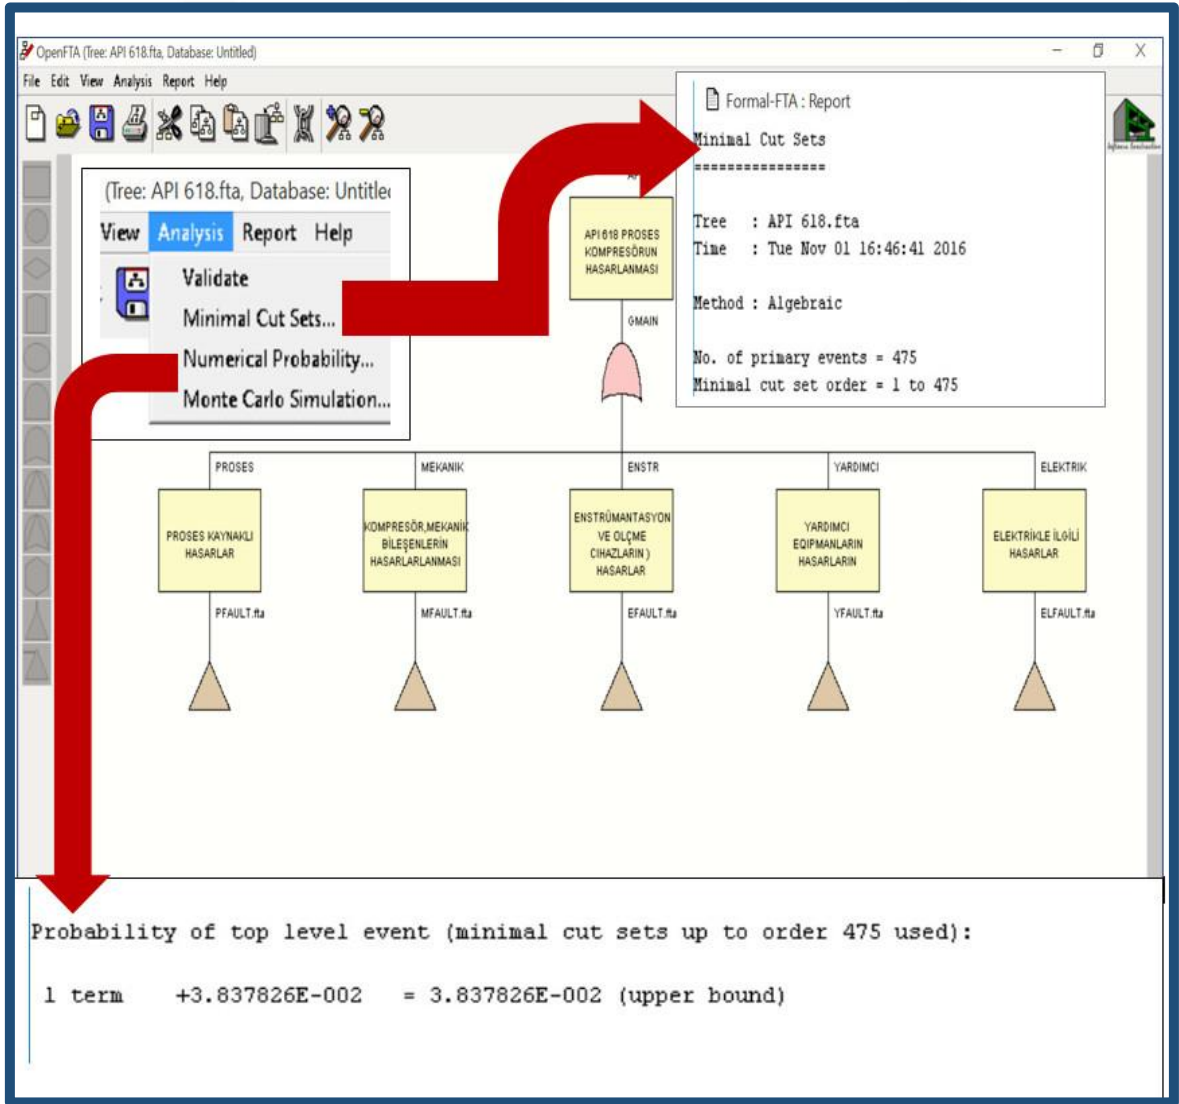 OpenFTA (Tree: API 618.fta, Database: Untitled)
File Edit View Analysis Report Help
(Tree: API 618.fta, Database: Untitled
View Analysis Report Help
Validate
Minimal Cut Sets...
Numerical Probability...
Monte Carlo Simulation...
Formal-FTA : Report
Minimal Cut Sets
================
Tree : API 618.fta
Time : Tue Nov 01 16:46:41 2016
Method : Algebraic
No. of primary events = 475
Minimal cut set order = 1 to 475
API 618 PROSES
KOMPRESÖRUN
HASARLANMASI
GMAIN
PROSES
MEKANIK
ENSTR
YARDIMCI
ELEKTRIK
PROSES KAYNAKLI
HASARLAR
KOMPRESÖR,MEKANİK
BİLEŞENLERİN
HASARLARLANMASI
ENSTRÜMANTASYON
VE OLÇME
CIHAZLARIN )
HASARLAR
YARDIMCI
EQIPMANLARIN
HASARLARIN
ELEKTRİKLE İLGİLİ
HASARLAR
PFAULT.fta
MFAULT.fta
EFAULT.fta
YFAULT.fta
ELFAULT.fta
Probability of top level event (minimal cut sets up to order 475 used):
1 term +3.837826E-002 = 3.837826E-002 (upper bound)